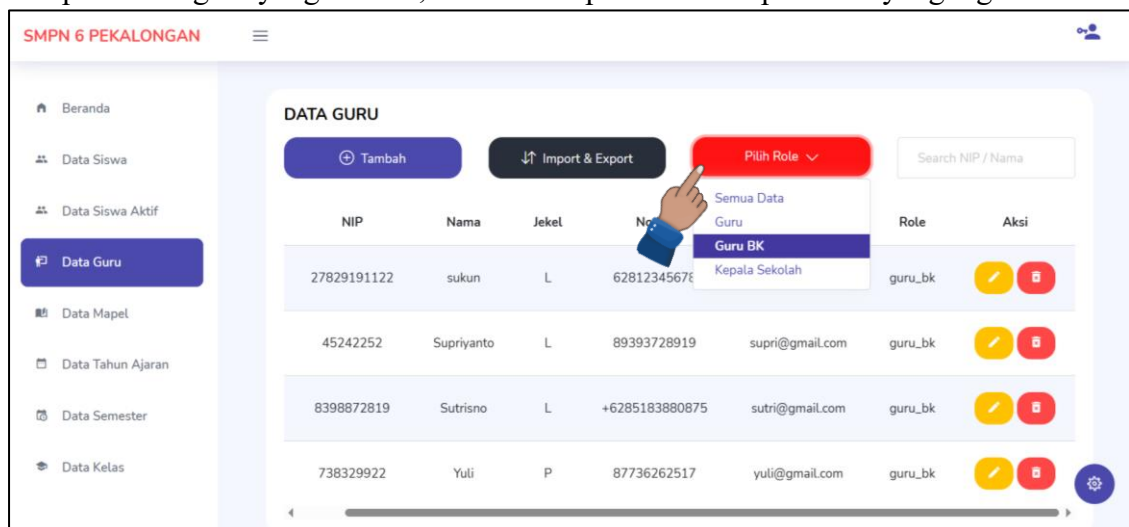 SMPN 6 PEKALONGAN
Beranda
Data Siswa
Data Siswa Aktif
Data Guru
Data Mapel
Data Tahun Ajaran
Data Semester
Data Kelas
DATA GURU
Tambah Import & Export Pilih Role Search NIP / Nama
Semua Data
Guru
Guru BK
Kepala Sekolah
NIP Nama Jekel Role Aksi
27829191122 sukun L guru_bk
45242252 Supriyanto L 89393728919 supri@gmail.com guru_bk
8398872819 Sutrisno L +6285183880875 sutri@gmail.com guru_bk
738329922 Yuli P 87736262517 yuli@gmail.com guru_bk